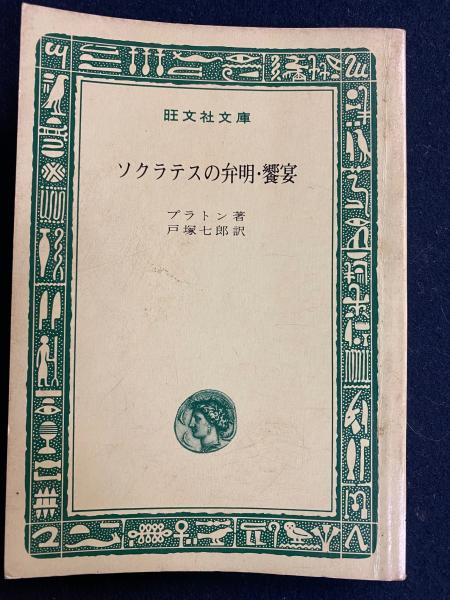 旺文社文庫
ソクラテスの弁明・饗宴
プラトン著
戸塚七郎訳